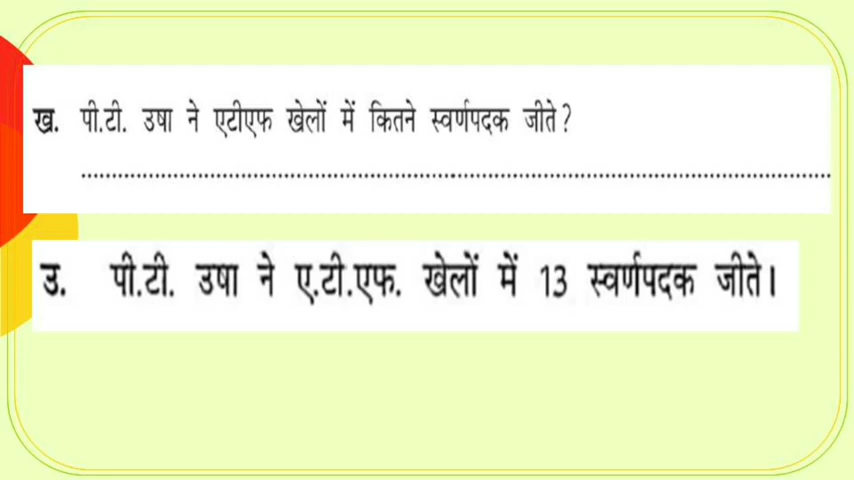 ख. पी.टी. उषा ने एटीएफ खेलों में कितने स्वर्णपदक जीते?
उ. पी.टी. उषा ने ए.टी.एफ. खेलों में 13 स्वर्णपदक जीते।